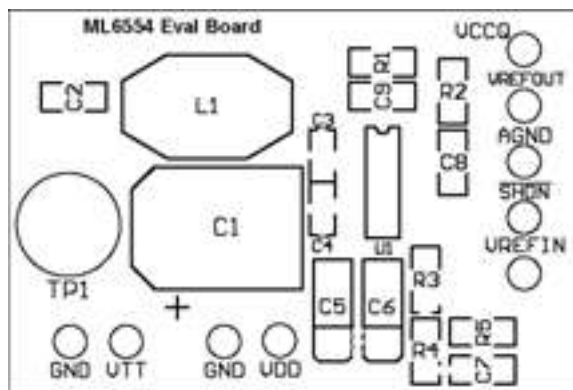 ML6554 Eval Board
VCCQ
R1
C2
L1
C9
R2
VREFOUT
C3
AGND
C8
SHDN
C1
C4
U1
VREFIN
TP1
+
C5
C6
R3
R4
R6
C7
GND
VTT
GND
VDD